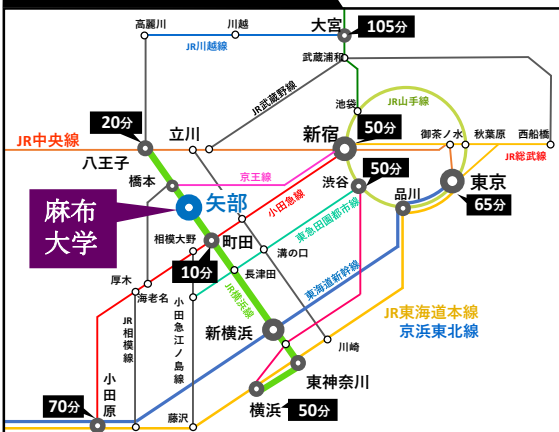 大宮
105分
高麗川
川越
JR川越線
武蔵浦和
JR武蔵野線
池袋
JR山手線
20分
JR中央線
立川
新宿
50分
御茶ノ水
秋葉原
西船橋
JR総武線
八王子
橋本
京王線
渋谷
50分
東京
65分
品川
麻布
大学
矢部
小田急線
東急田園都市線
相模大野
町田
10分
溝の口
長津田
厚木
海老名
JR横浜線
東海道新幹線
JR相模線
小田急江ノ島線
新横浜
JR東海道本線
京浜東北線
川崎
東神奈川
小田原
70分
藤沢
横浜
50分